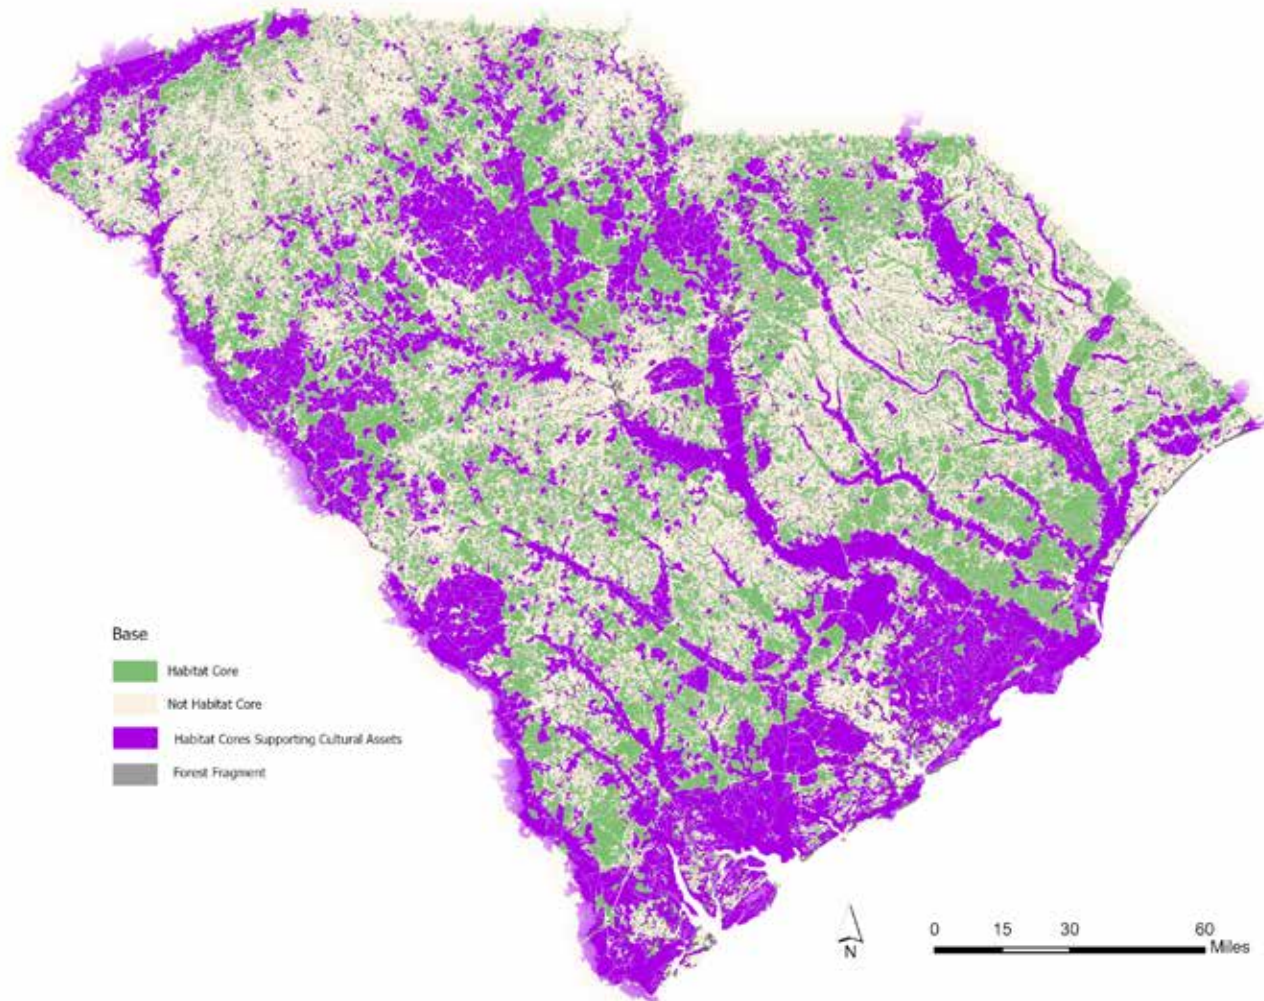 Base
Habitat Core
Not Habitat Core
Habitat Cores Supporting Cultural Assets
Forest Fragment
N
0 15 30 60
Miles